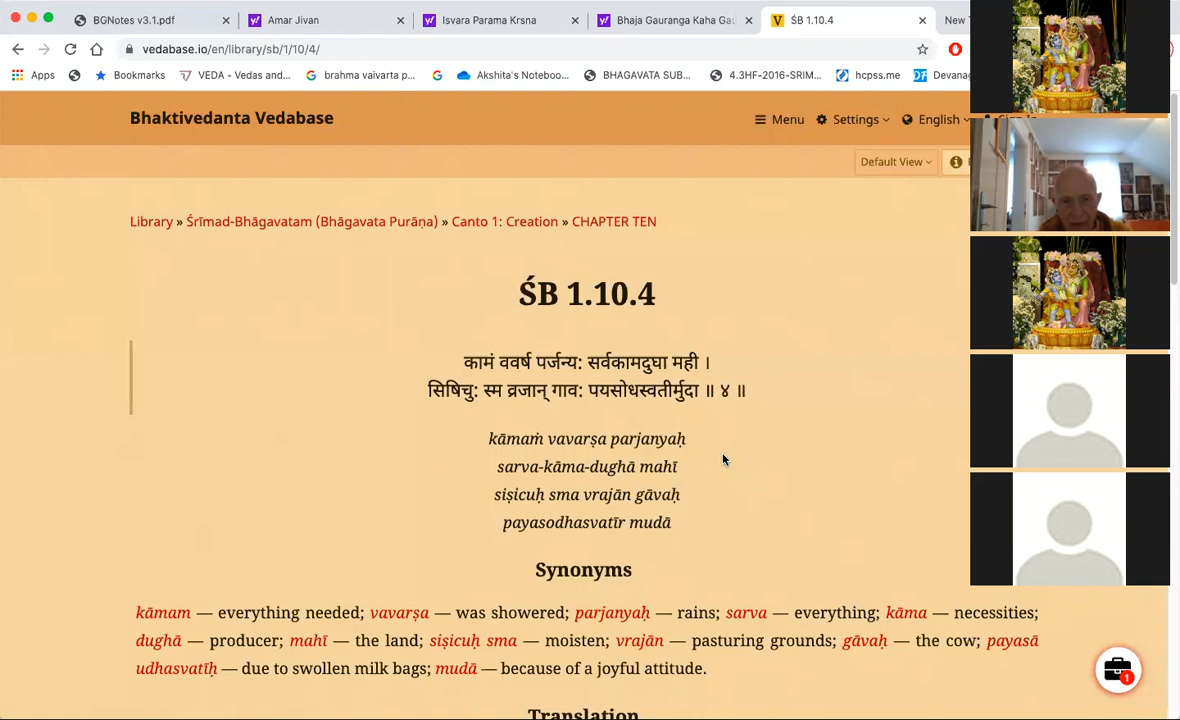 BGNotes v3.1.pdf
Amar Jivan
Isvara Parama Krsna
Bhaja Gauranga Kaha Gau
ŚB 1.10.4
New T
vedabase.io/en/library/sb/1/10/4/
Apps
Bookmarks
VEDA - Vedas and...
brahma vaivarta p...
Akshita's Noteboo...
BHAGAVATA SUB...
4.3HF-2016-SRIM...
hcpss.me
Devanag
Bhaktivedanta Vedabase
Menu
Settings
English
Sign In
Default View
Library » Śrīmad-Bhāgavatam (Bhāgavata Purāṇa) » Canto 1: Creation » CHAPTER TEN
ŚB 1.10.4
कामं ववर्ष पर्जन्य: सर्वकामदुघा मही ।
सिषिचु: स्म व्रजान् गाव: पयसोधस्वतीर्मुदा ॥ ४ ॥
kāmaṁ vavarṣa parjanyaḥ
sarva-kāma-dughā mahī
siṣicuḥ sma vrajān gāvaḥ
payasodhasvatīr mudā
Synonyms
kāmam — everything needed; vavarṣa — was showered; parjanyaḥ — rains; sarva — everything; kāma — necessities;
dughā — producer; mahī — the land; siṣicuḥ sma — moisten; vrajān — pasturing grounds; gāvaḥ — the cow; payasā
udhasvatīḥ — due to swollen milk bags; mudā — because of a joyful attitude.
Translation
1